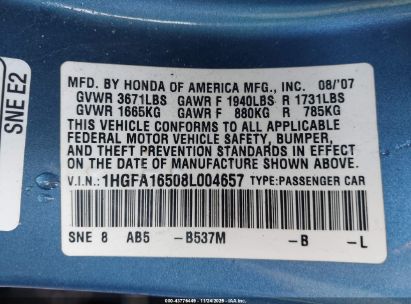 SNE E2
MFD. BY HONDA OF AMERICA MFG., INC. 08/'07
GVWR 3671LBS GAWR F 1940LBS R 1731LBS
GVWR 1665KG GAWR F 880KG R 785KG
THIS VEHICLE CONFORMS TO ALL APPLICABLE
FEDERAL MOTOR VEHICLE SAFETY, BUMPER,
AND THEFT PREVENTION STANDARDS IN EFFECT
ON THE DATE OF MANUFACTURE SHOWN ABOVE.
V.I.N.: 1HGFA16508L004657 TYPE:PASSENGER CAR
SNE 8 AB5 -B537M -B -L